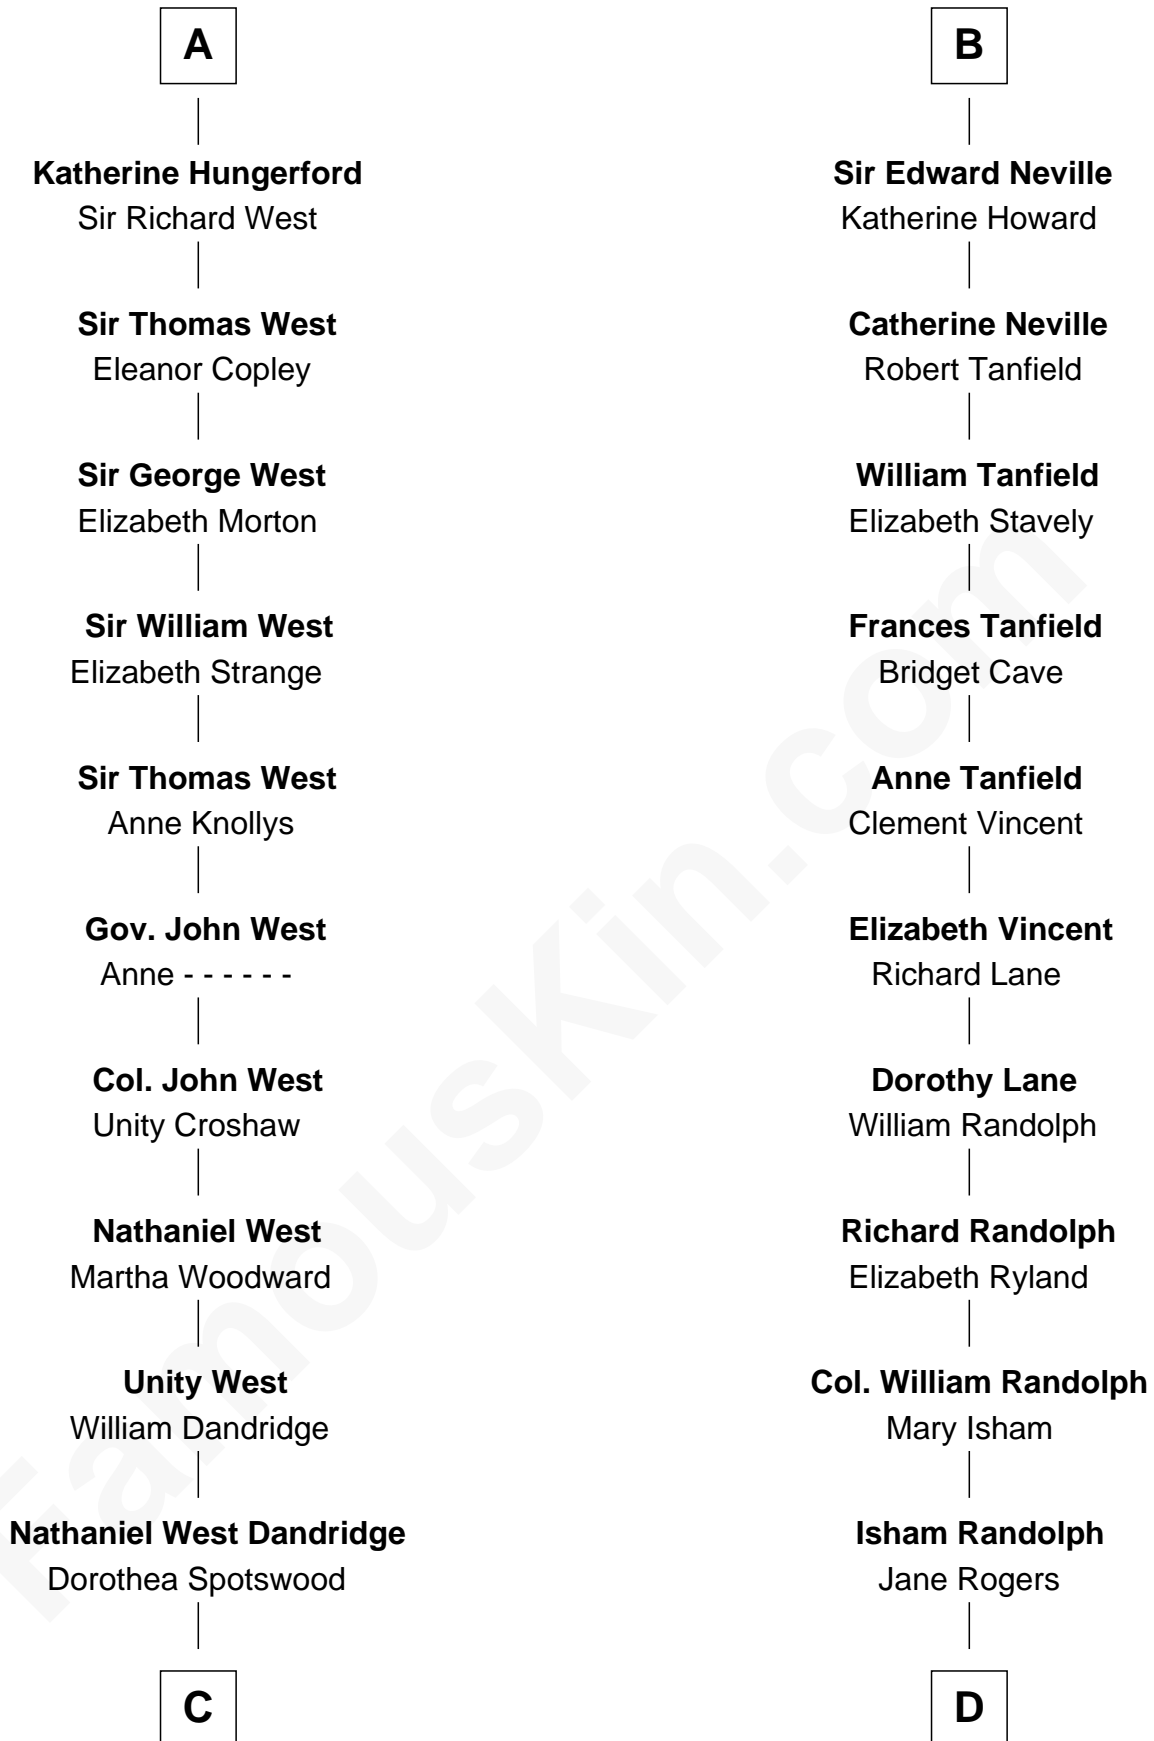 A
Katherine Hungerford
Sir Richard West
Sir Thomas West
Eleanor Copley
Sir George West
Elizabeth Morton
Sir William West
Elizabeth Strange
Sir Thomas West
Anne Knollys
Gov. John West
Anne - - - - - -
Col. John West
Unity Croshaw
Nathaniel West
Martha Woodward
Unity West
William Dandridge
Nathaniel West Dandridge
Dorothea Spotswood
C
B
Sir Edward Neville
Katherine Howard
Catherine Neville
Robert Tanfield
William Tanfield
Elizabeth Stavely
Frances Tanfield
Bridget Cave
Anne Tanfield
Clement Vincent
Elizabeth Vincent
Richard Lane
Dorothy Lane
William Randolph
Richard Randolph
Elizabeth Ryland
Col. William Randolph
Mary Isham
Isham Randolph
Jane Rogers
D
FamousKin.com